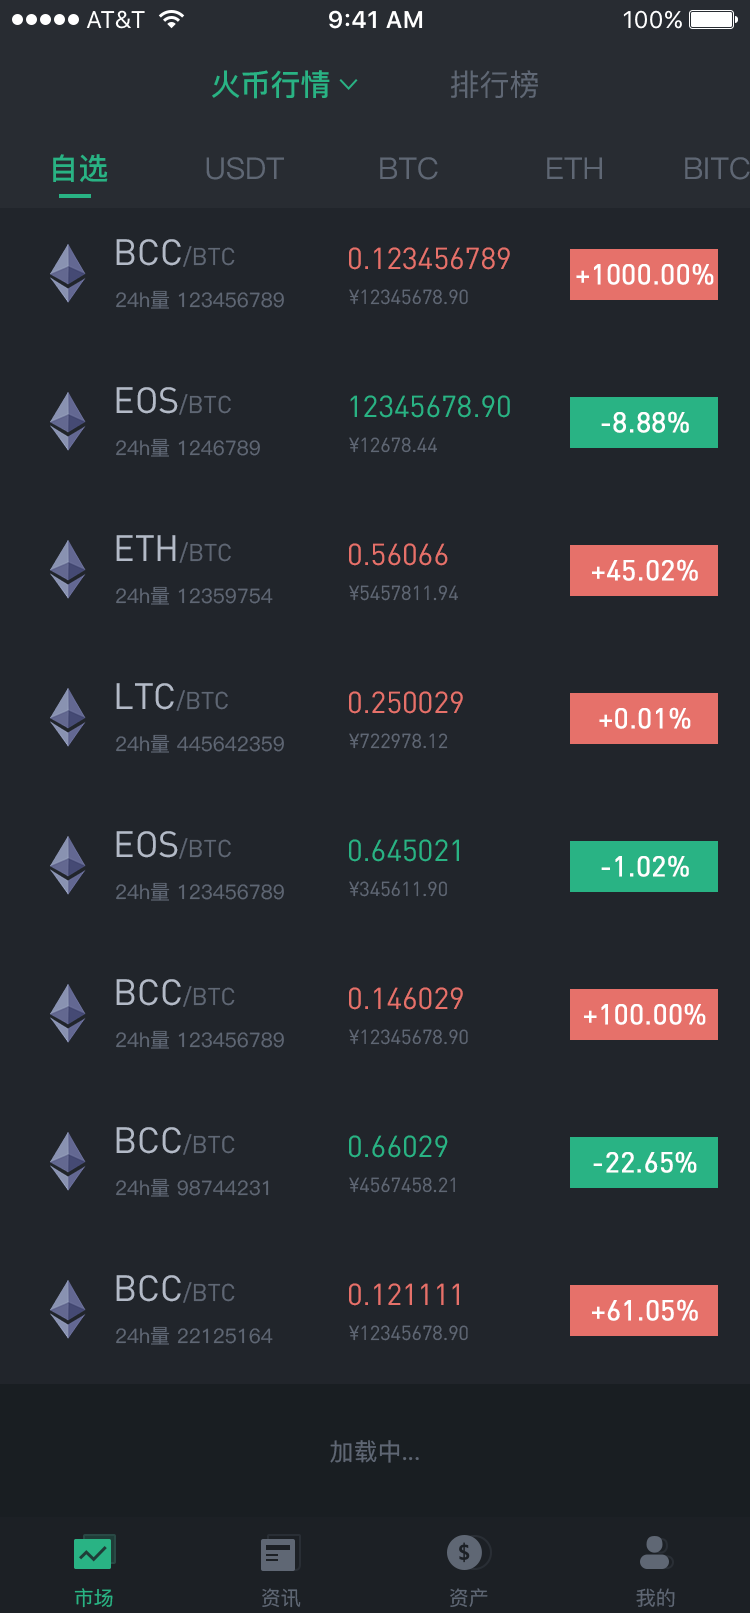 AT&T 9:41 AM 100%
火币行情 排行榜
自选 USDT BTC ETH BITC
BCC/BTC 0.123456789 +1000.00%
24h量 123456789 ¥12345678.90
EOS/BTC 12345678.90 -8.88%
24h量 1246789 ¥12678.44
ETH/BTC 0.56066 +45.02%
24h量 12359754 ¥5457811.94
LTC/BTC 0.250029 +0.01%
24h量 445642359 ¥722978.12
EOS/BTC 0.645021 -1.02%
24h量 123456789 ¥345611.90
BCC/BTC 0.146029 +100.00%
24h量 123456789 ¥12345678.90
BCC/BTC 0.66029 -22.65%
24h量 98744231 ¥4567458.21
BCC/BTC 0.121111 +61.05%
24h量 22125164 ¥12345678.90
加载中...
市场 资讯 资产 我的